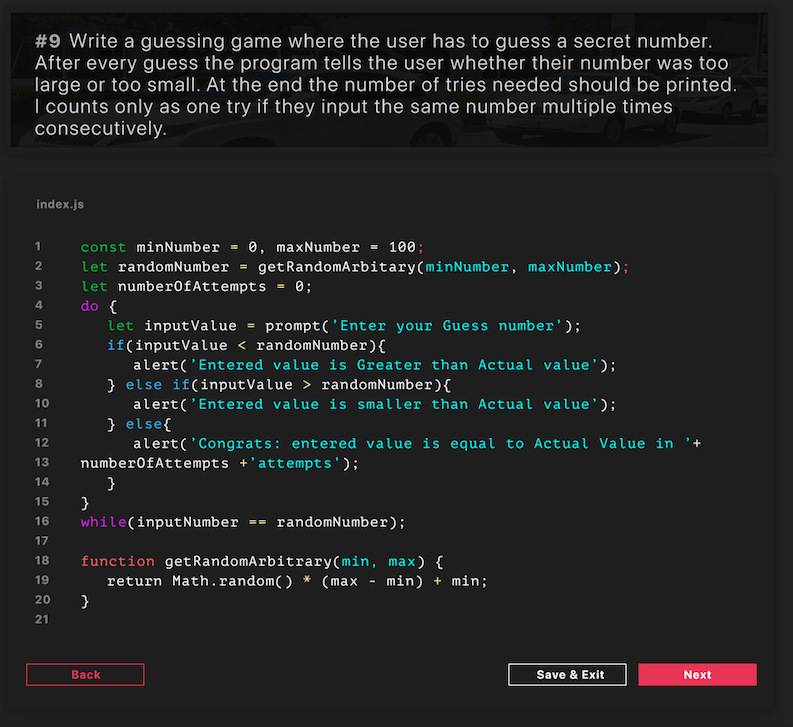 #9 Write a guessing game where the user has to guess a secret number.
After every guess the program tells the user whether their number was too
large or too small. At the end the number of tries needed should be printed.
I counts only as one try if they input the same number multiple times
consecutively.
index.js
1 const minNumber = 0, maxNumber = 100;
2 let randomNumber = getRandomArbitary(minNumber, maxNumber);
3 let numberOfAttempts = 0;
4 do {
5 let inputValue = prompt(’Enter your Guess number’);
6 if(inputValue < randomNumber){
7 alert(’Entered value is Greater than Actual value’);
8 } else if(inputValue > randomNumber){
10 alert(’Entered value is smaller than Actual value’);
11 } else{
12 alert(’Congrats: entered value is equal to Actual Value in ’+
13 numberOfAttempts +’attempts’);
14 }
15 }
16 while(inputNumber == randomNumber);
17
18 function getRandomArbitrary(min, max) {
19 return Math.random() * (max - min) + min;
20 }
21
Back
Save & Exit
Next